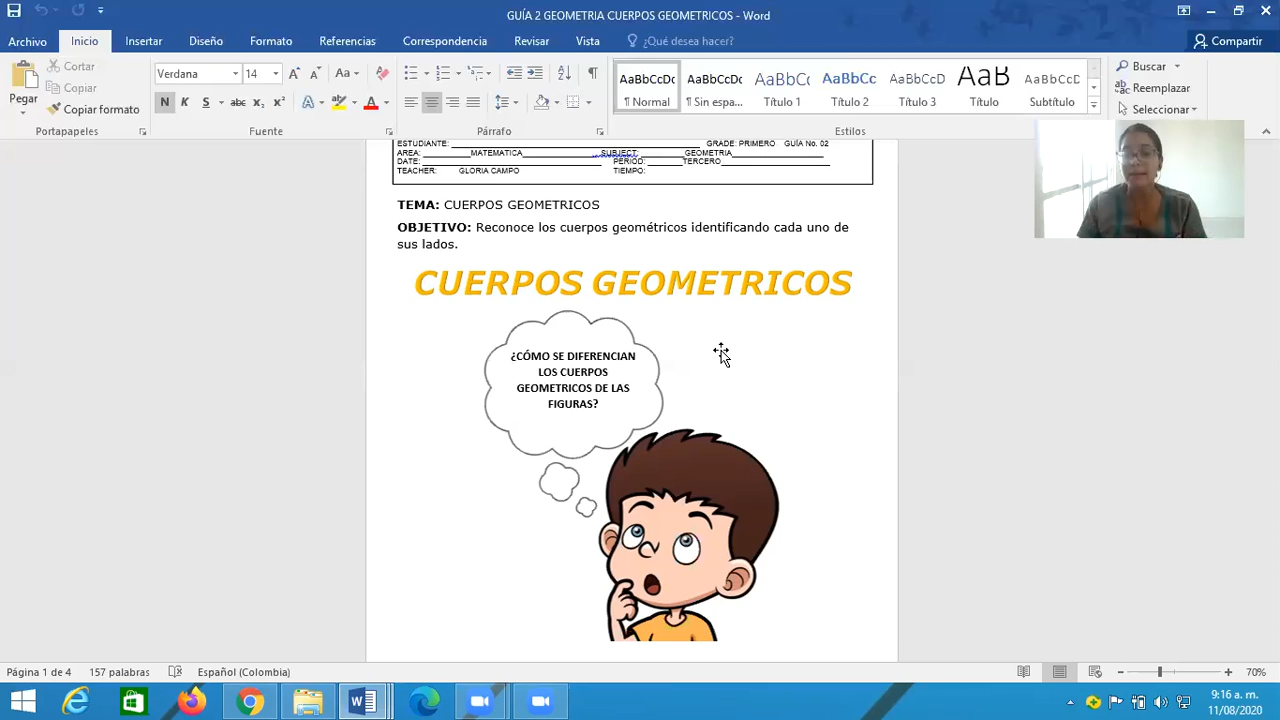 GUÍA 2 GEOMETRIA CUERPOS GEOMETRICOS - Word
Archivo Inicio Insertar Diseño Formato Referencias Correspondencia Revisar Vista ¿Qué desea hacer? Compartir
Pegar
Cortar
Copiar
Copiar formato
Verdana 14
N K S abc x₂ x²
AaBbCcDc AaBbCcDc AaBbCc AaBbCc AaBbCcD AaB AaBbCcD
¶ Normal ¶ Sin espa... Título 1 Título 2 Título 3 Título Subtítulo
Buscar
Reemplazar
Seleccionar
Portapapeles Fuente Párrafo Estilos
ESTUDIANTE: GRADE: PRIMERO GUÍA No. 02
AREA: MATEMATICA SUBJECT: GEOMETRIA
DATE: PERIOD: TERCERO
TEACHER: GLORIA CAMPO TIEMPO:
TEMA: CUERPOS GEOMETRICOS
OBJETIVO: Reconoce los cuerpos geométricos identificando cada uno de
sus lados.
CUERPOS GEOMETRICOS
¿CÓMO SE DIFERENCIAN
LOS CUERPOS
GEOMETRICOS DE LAS
FIGURAS?
Página 1 de 4 157 palabras Español (Colombia) 70%
9:16 a. m.
11/08/2020